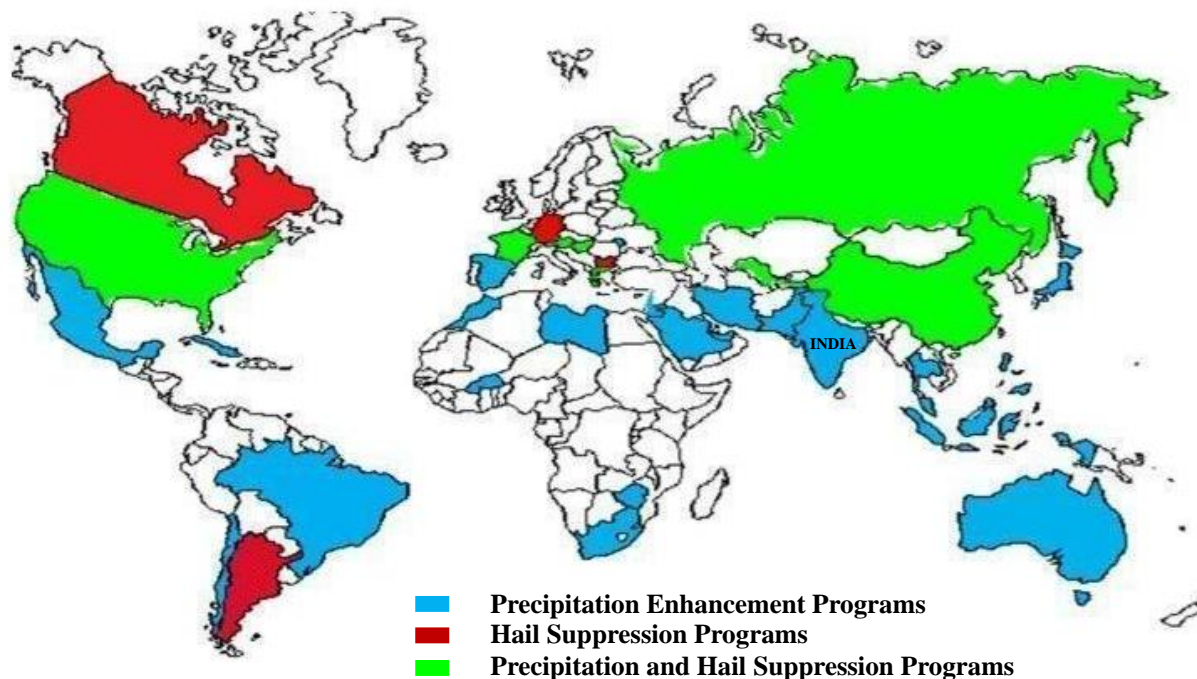 INDIA
Precipitation Enhancement Programs
Hail Suppression Programs
Precipitation and Hail Suppression Programs